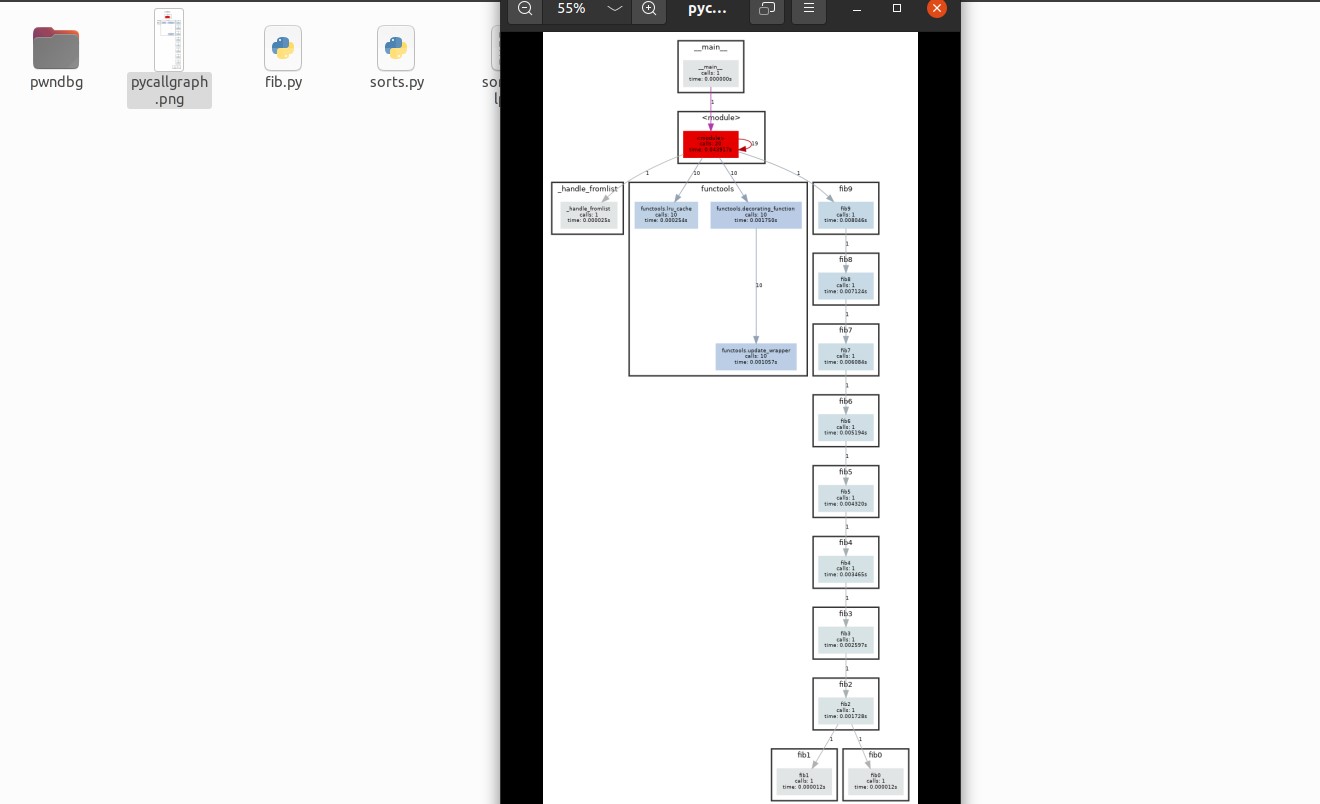 55%
pyc...
pwndbg
pycallgraph
.png
fib.py
sorts.py
__main__
__main__
calls: 1
time: 0.000000s
1
<module>
<module>
calls: 20
19
1
10
10
1
_handle_fromlist
_handle_fromlist
calls: 1
time: 0.000025s
functools
functools.lru_cache
calls: 10
time: 0.000254s
functools.decorating_function
calls: 10
time: 0.001750s
10
functools.update_wrapper
calls: 10
time: 0.001057s
fib9
fib9
calls: 1
time: 0.008046s
1
fib8
fib8
calls: 1
time: 0.007124s
1
fib7
fib7
calls: 1
time: 0.006084s
1
fib6
fib6
calls: 1
time: 0.005194s
1
fib5
fib5
calls: 1
time: 0.004320s
1
fib4
fib4
calls: 1
time: 0.003465s
1
fib3
fib3
calls: 1
time: 0.002597s
1
fib2
fib2
calls: 1
time: 0.001728s
1
1
fib1
fib1
calls: 1
time: 0.000012s
fib0
fib0
calls: 1
time: 0.000012s